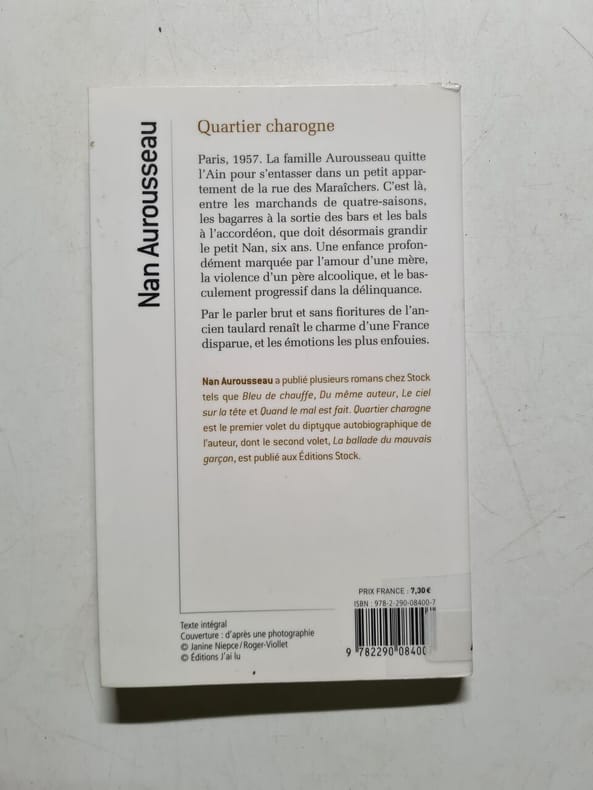 Nan Aurousseau
Quartier charogne
Paris, 1957. La famille Aurousseau quitte
l'Ain pour s'entasser dans un petit appar-
tement de la rue des Maraîchers. C'est là,
entre les marchands de quatre-saisons,
les bagarres à la sortie des bars et les bals
à l'accordéon, que doit désormais grandir
le petit Nan, six ans. Une enfance profon-
dément marquée par l'amour d'une mère,
la violence d'un père alcoolique, et le bas-
culement progressif dans la délinquance.
Par le parler brut et sans fioritures de l'an-
cien taulard renaît le charme d'une France
disparue, et les émotions les plus enfouies.
Nan Aurousseau a publié plusieurs romans chez Stock
tels que Bleu de chauffe, Du même auteur, Le ciel
sur la tête et Quand le mal est fait. Quartier charogne
est le premier volet du diptyque autobiographique de
l'auteur, dont le second volet, La ballade du mauvais
garçon, est publié aux Éditions Stock.
PRIX FRANCE : 7,30 €
ISBN : 978-2-290-08400-7
9 782290 08400
Texte intégral
Couverture : d'après une photographie
© Janine Niepce / Roger-Viollet
© Éditions J'ai lu